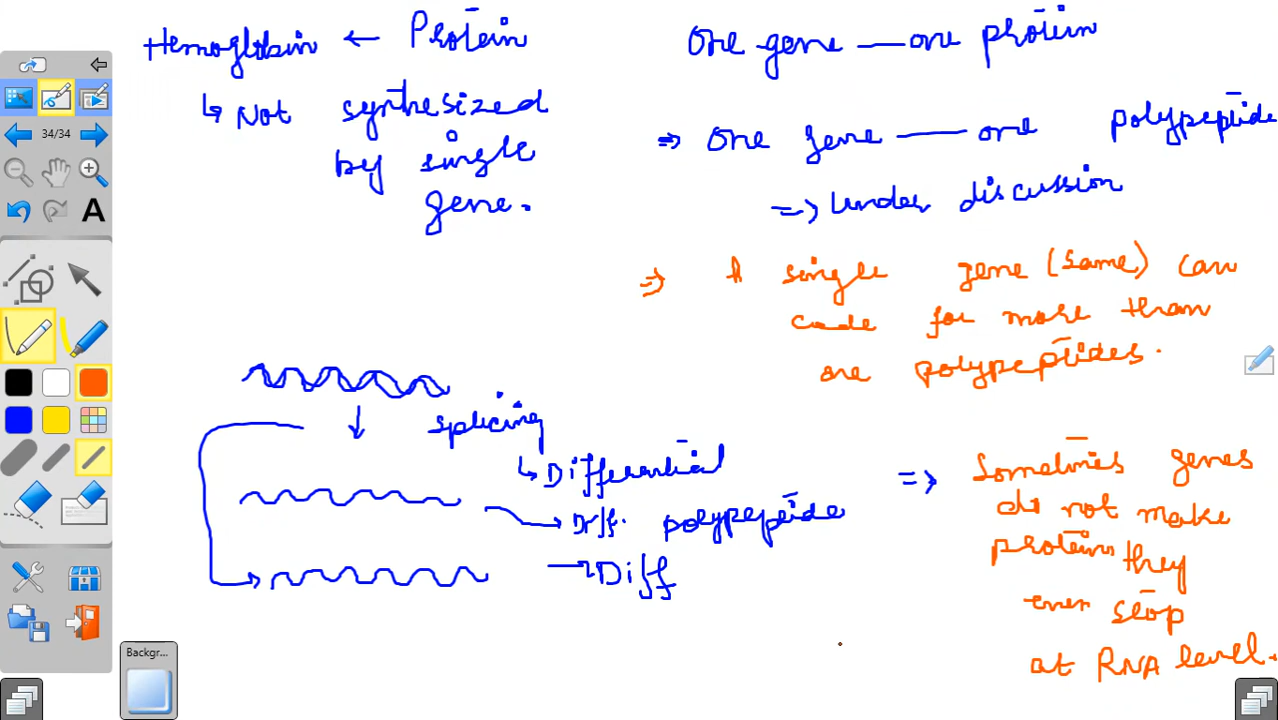 Hemoglobin ← Protein
↳ Not synthesized
by single
gene.
One gene — one protein
⇒ One gene — one polypeptide
⇒ Under discussion
⇒ A single gene (same) can
code for more than
one polypeptides.
splicing
↳ Differential
→ Diff. polypeptide
→ Diff
⇒ Sometimes genes
do not make
protein they
even stop
at RNA level.
34/34
A
Backgr...